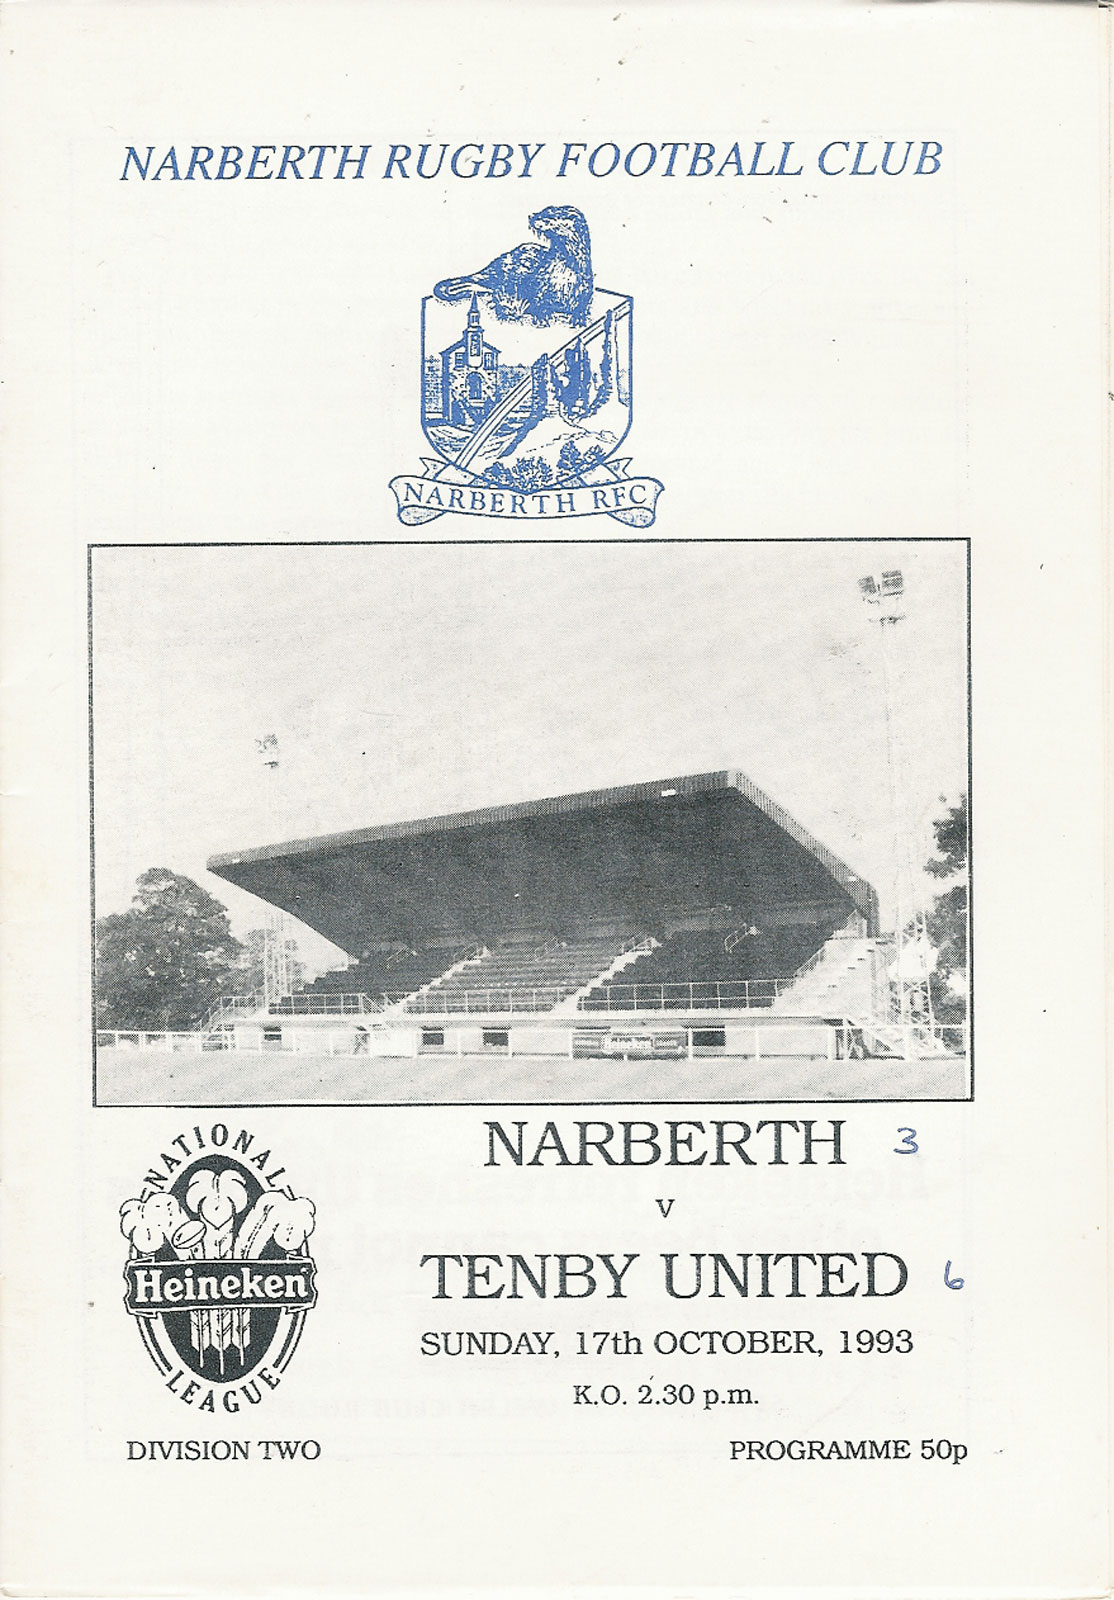 NARBERTH RUGBY FOOTBALL CLUB
NARBERTH RFC
Heineken
NATIONAL
Heineken
LEAGUE
NARBERTH 3
v
TENBY UNITED 6
SUNDAY, 17th OCTOBER, 1993
K.O. 2.30 p.m.
DIVISION TWO
PROGRAMME 50p